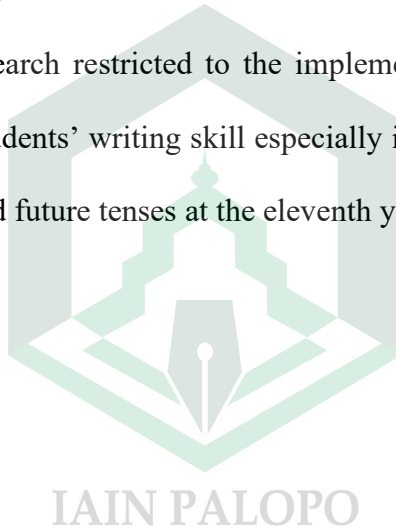 earch restricted to the impleme
dents' writing skill especially i
d future tenses at the eleventh y
IAIN PALOPO